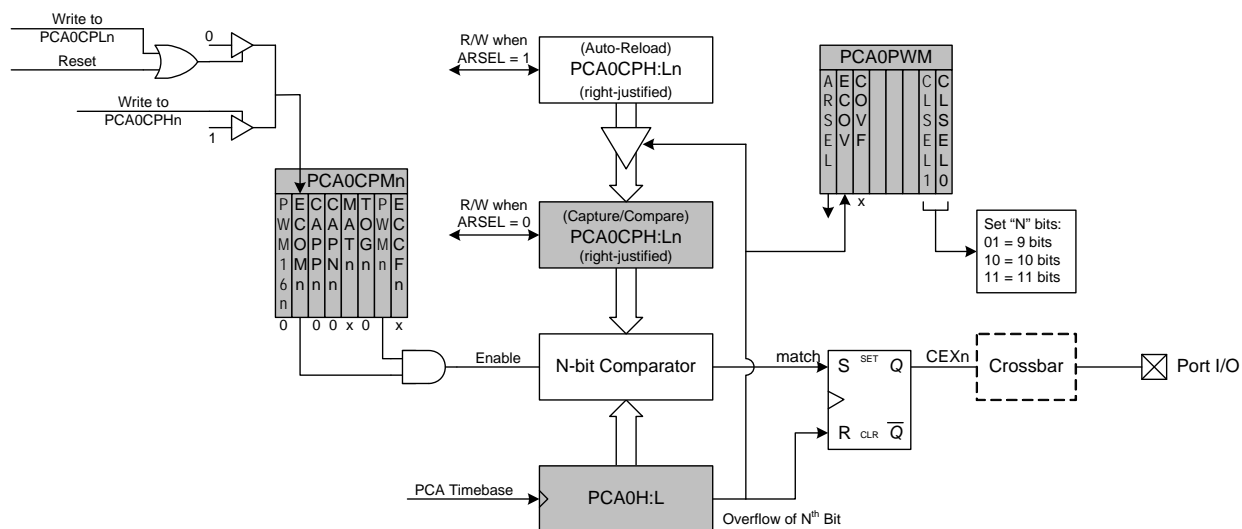 Write to
PCA0CPLn
Reset
0
Write to
PCA0CPHn
1
R/W when
ARSEL = 1
(Auto-Reload)
PCA0CPH:Ln
(right-justified)
PCA0PWM
ARSEL
ECOV
COVF
CLSEL1
CLSEL0
x
PCA0CPMn
PWM16n
ECOMn
CAPPn
CAPNn
MATn
TOGn
PWMn
ECCFn
0 0 0 x 0 x
R/W when
ARSEL = 0
(Capture/Compare)
PCA0CPH:Ln
(right-justified)
Set “N” bits:
01 = 9 bits
10 = 10 bits
11 = 11 bits
Enable
N-bit Comparator
match
S SET Q
R CLR Q
CEXn
Crossbar
Port I/O
PCA Timebase
PCA0H:L
Overflow of Nth Bit